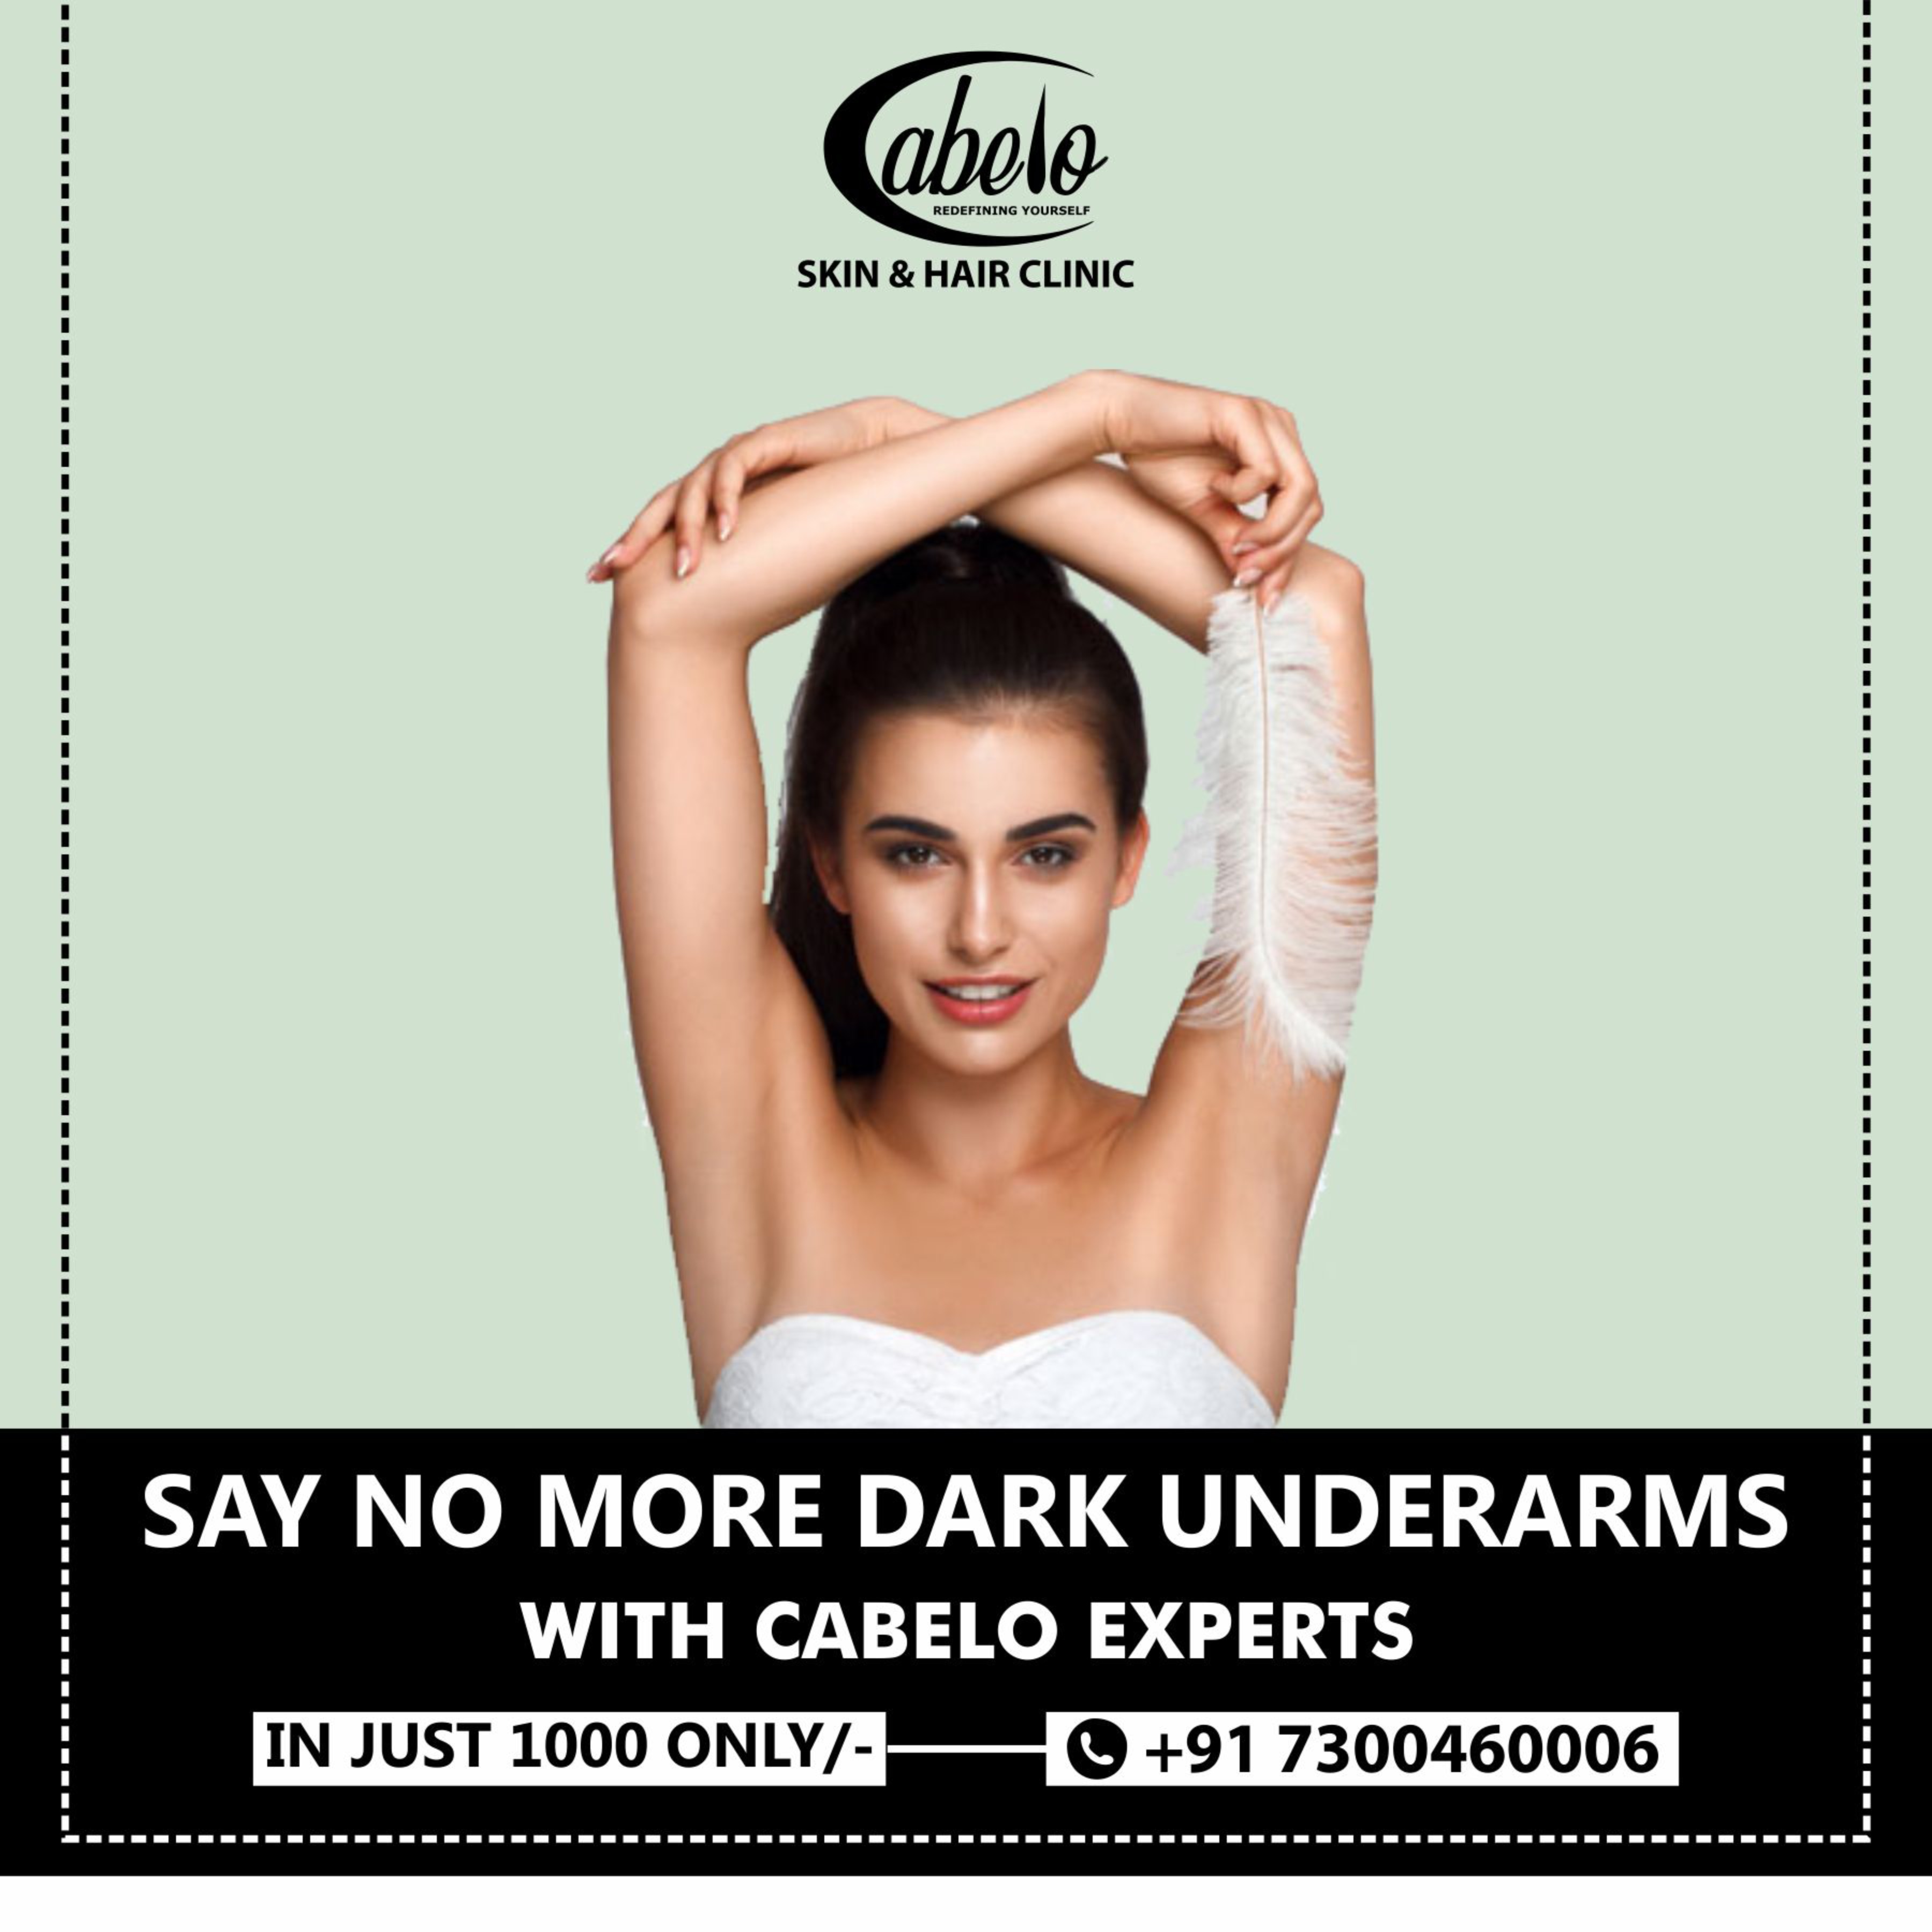 Cabelo
REDEFINING YOURSELF
SKIN & HAIR CLINIC
SAY NO MORE DARK UNDERARMS
WITH CABELO EXPERTS
IN JUST 1000 ONLY/-
+91 7300460006